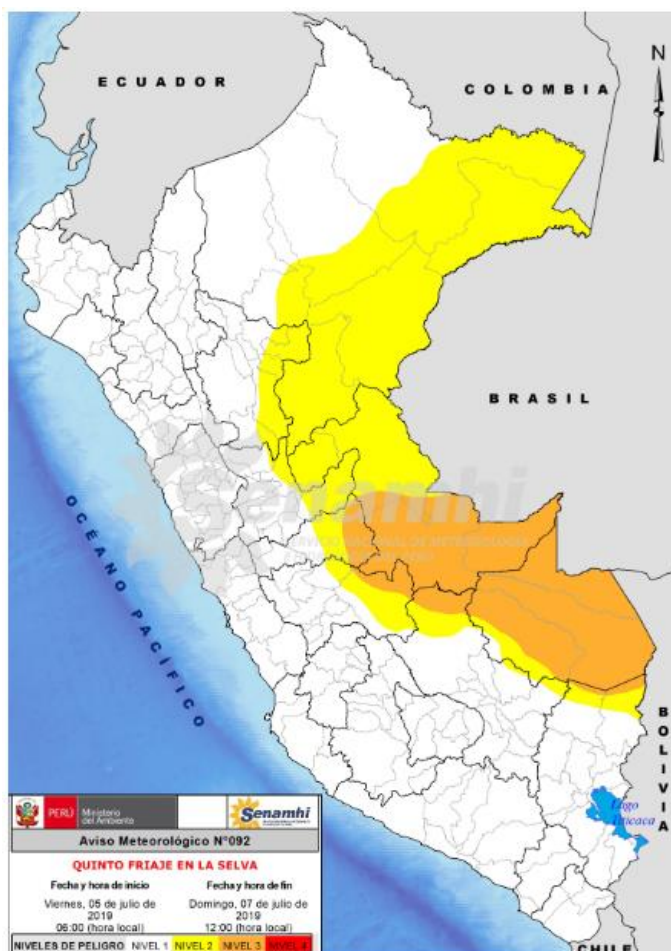 N
ECUADOR
COLOMBIA
BRASIL
Senamhi
OCÉANO PACÍFICO
BOLIVIA
Lago
Titicaca
PERÚ Ministerio
del Ambiente
Senamhi
Aviso Meteorológico N°092
QUINTO FRIAJE EN LA SELVA
Fecha y hora de inicio Fecha y hora de fin
Viernes, 05 de julio de
2019
06:00 (hora local)
Domingo, 07 de julio de
2019
12:00 (hora local)
NIVELES DE PELIGRO NIVEL 1 NIVEL 2 NIVEL 3 NIVEL 4
CHILE